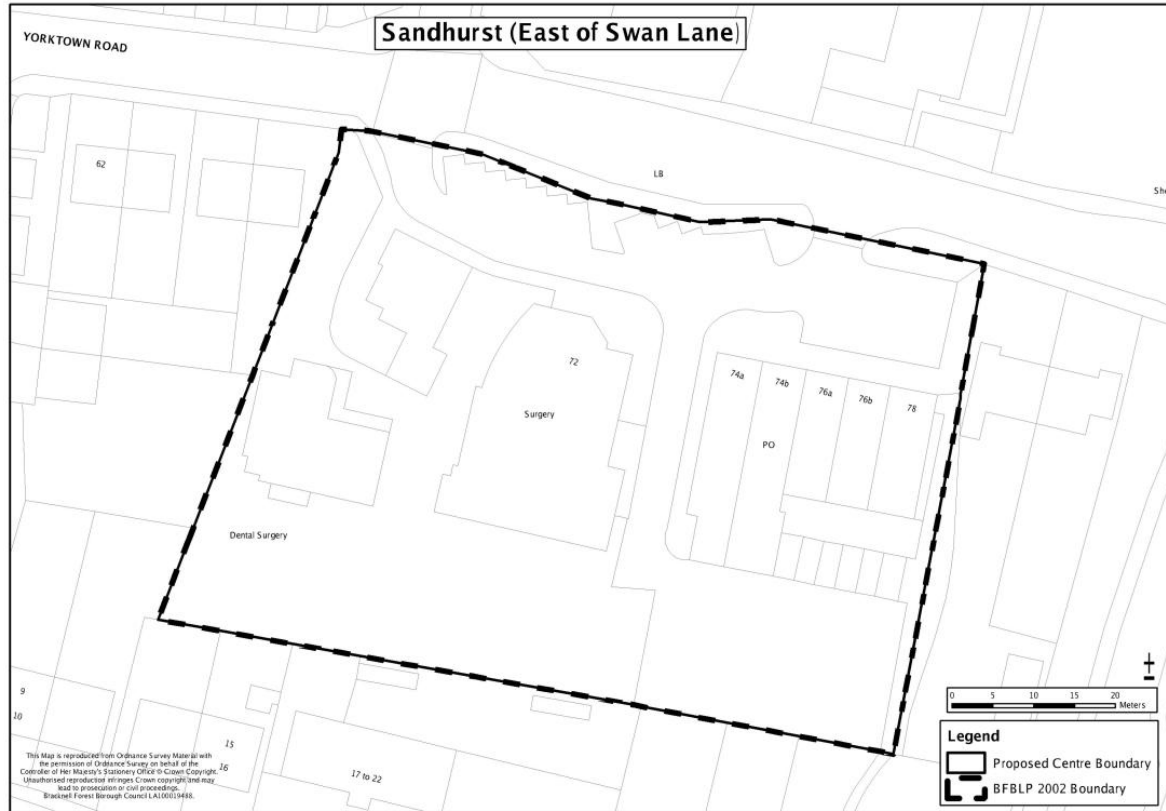 Sandhurst (East of Swan Lane)
YORKTOWN ROAD
62
LB
72
Surgery
74a
74b
76a
76b
78
PO
Dental Surgery
9
10
15
16
17 to 22
0 5 10 15 20
Meters
Legend
Proposed Centre Boundary
BFBLP 2002 Boundary
This Map is reproduced from Ordnance Survey Material with
the permission of Ordnance Survey on behalf of the
Controller of Her Majesty's Stationery Office © Crown Copyright.
Unauthorised reproduction infringes Crown copyright and may
lead to prosecution or civil proceedings.
Bracknell Forest Borough Council LA100019488.